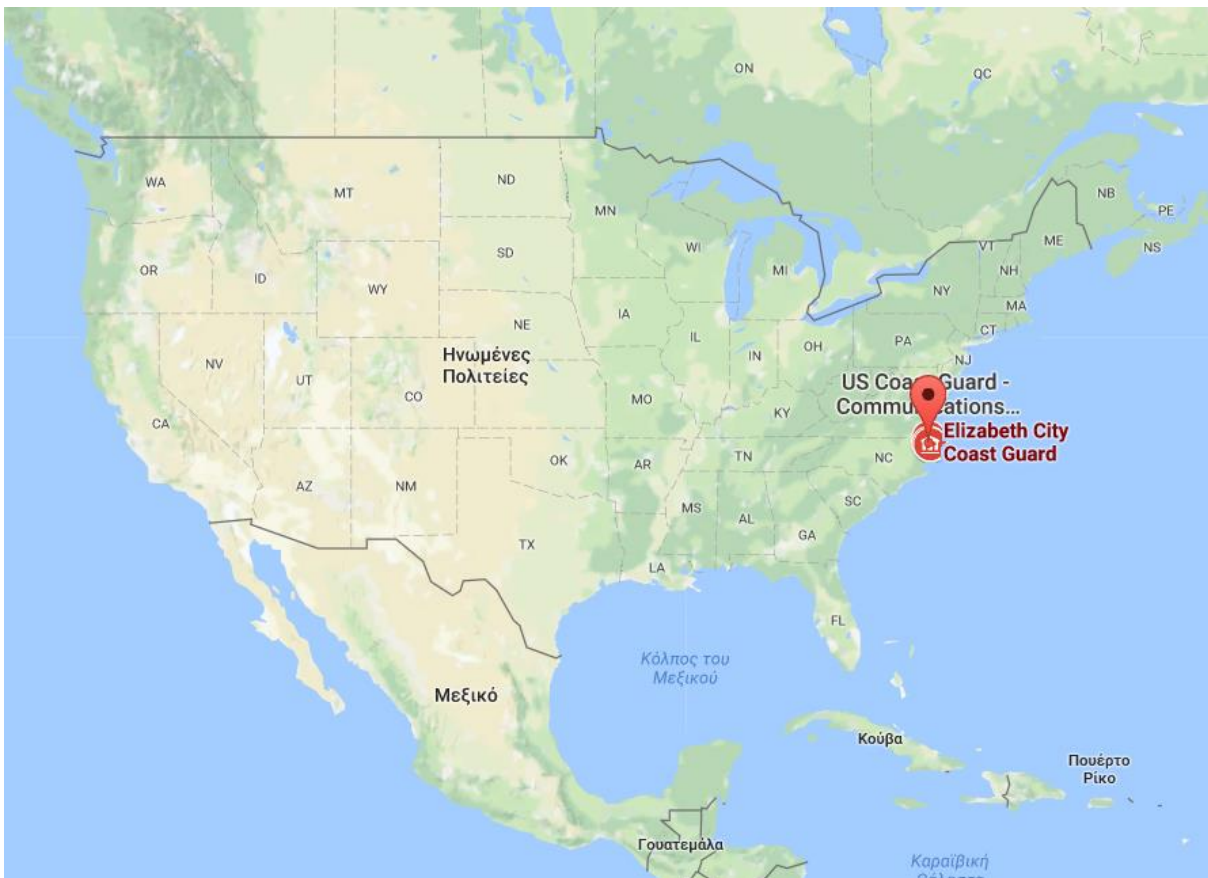 ON
QC
WA
MT
ND
MN
NB
PE
ME
NS
VT
WI
SD
OR
ID
MI
NH
NY
WY
MA
IA
NE
CT
PA
IL
OH
IN
NJ
Ηνωμένες
Πολιτείες
NV
UT
CO
US Coast Guard -
Communications...
MO
KY
CA
Elizabeth City
Coast Guard
TN
NC
OK
AR
AZ
NM
SC
MS
AL
GA
TX
LA
FL
Κόλπος του
Μεξικού
Μεξικό
Κούβα
Πουέρτο
Ρίκο
Γουατεμάλα
Καραϊβική